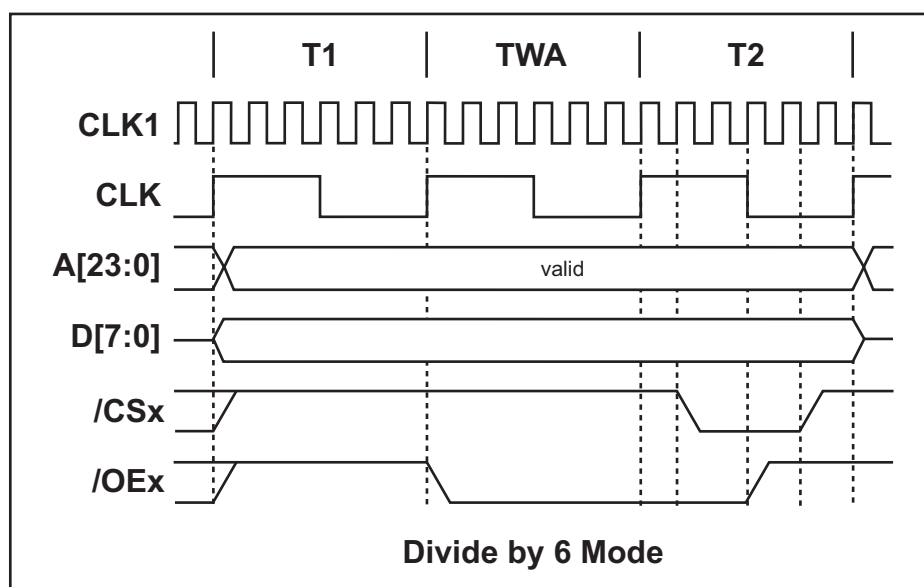 T1 TWA T2
CLK1
CLK
A[23:0] valid
D[7:0]
/CSx
/OEx
Divide by 6 Mode